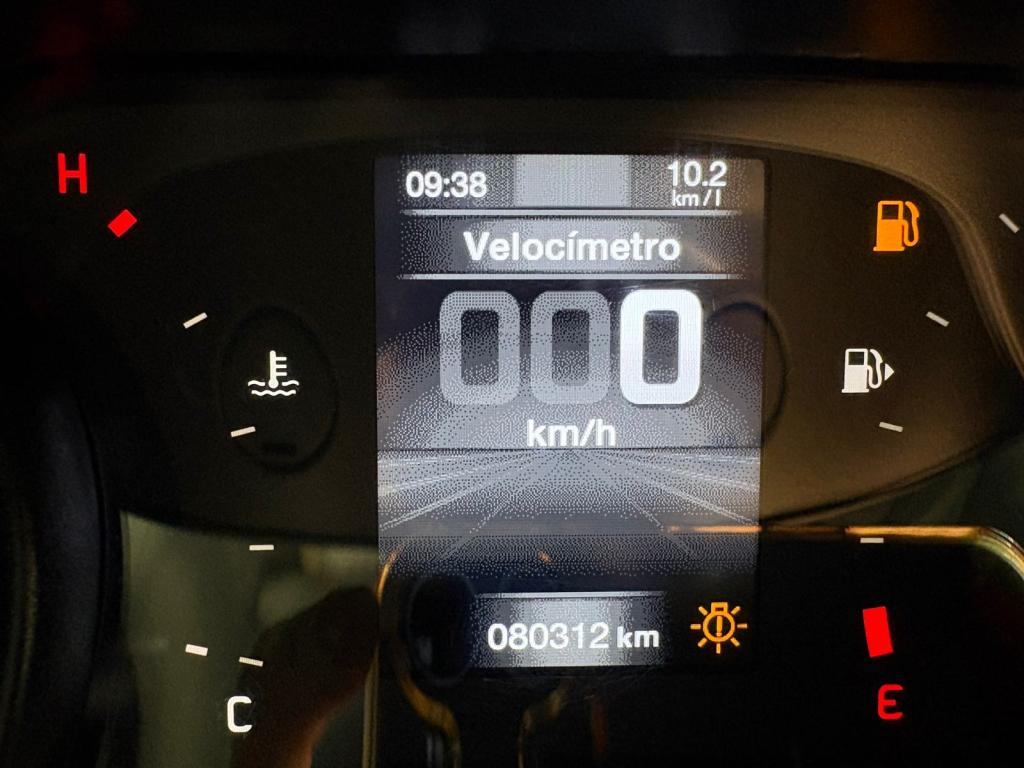 H
09:38
10.2
km/l
Velocímetro
000
km/h
080312 km
C
E